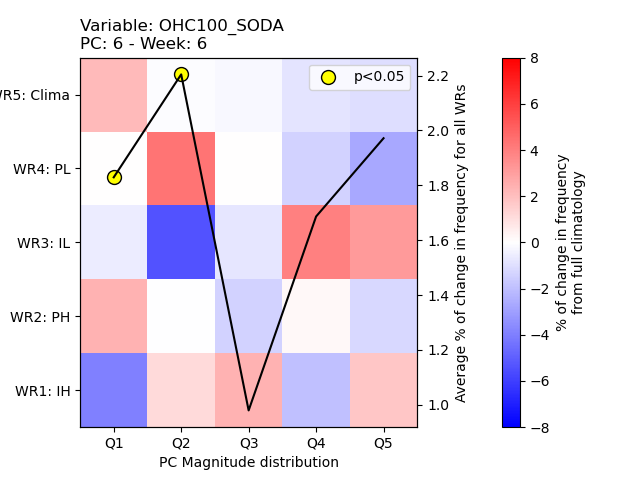 Variable: OHC100_SODA
PC: 6 - Week: 6
p<0.05
WR5: Clima
WR4: PL
WR3: IL
WR2: PH
WR1: IH
Q1 Q2 Q3 Q4 Q5
PC Magnitude distribution
2.2
2.0
1.8
1.6
1.4
1.2
1.0
Average % of change in frequency for all WRs
8
6
4
2
0
−2
−4
−6
−8
% of change in frequency
from full climatology